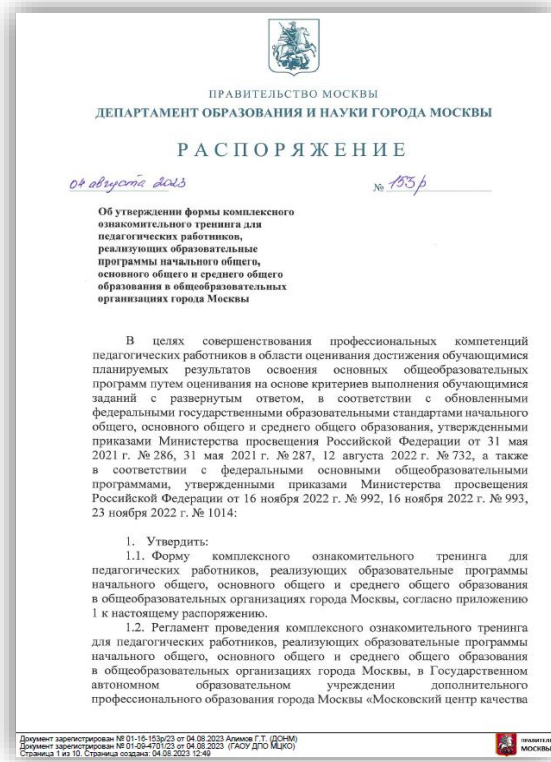 ПРАВИТЕЛЬСТВО МОСКВЫ
ДЕПАРТАМЕНТ ОБРАЗОВАНИЯ И НАУКИ ГОРОДА МОСКВЫ
РАСПОРЯЖЕНИЕ
04 августа 2023 № 153р
Об утверждении формы комплексного
ознакомительного тренинга для
педагогических работников,
реализующих образовательные
программы начального общего,
основного общего и среднего общего
образования в общеобразовательных
организациях города Москвы
В целях совершенствования профессиональных компетенций
педагогических работников в области оценивания достижения обучающимися
планируемых результатов освоения основных общеобразовательных
программ путем оценивания на основе критериев выполнения обучающимися
заданий с развернутым ответом, в соответствии с обновленными
федеральными государственными образовательными стандартами начального
общего, основного общего и среднего общего образования, утвержденными
приказами Министерства просвещения Российской Федерации от 31 мая
2021 г. № 286, 31 мая 2021 г. № 287, 12 августа 2022 г. № 732, а также
в соответствии с федеральными основными общеобразовательными
программами, утвержденными приказами Министерства просвещения
Российской Федерации от 16 ноября 2022 г. № 992, 16 ноября 2022 г. № 993,
23 ноября 2022 г. № 1014:
1. Утвердить:
1.1. Форму комплексного ознакомительного тренинга для
педагогических работников, реализующих образовательные программы
начального общего, основного общего и среднего общего образования
в общеобразовательных организациях города Москвы, согласно приложению
1 к настоящему распоряжению.
1.2. Регламент проведения комплексного ознакомительного тренинга
для педагогических работников, реализующих образовательные программы
начального общего, основного общего и среднего общего образования
в общеобразовательных организациях города Москвы, в Государственном
автономном образовательном учреждении дополнительного
профессионального образования города Москвы «Московский центр качества
Документ зарегистрирован № 01-16-153р/23 от 04.08.2023 Алимов Г.Т. (ДОНМ)
Документ зарегистрирован № 01-09-4701/23 от 04.08.2023 (ГАОУ ДПО МЦКО)
Страница 1 из 10. Страница создана: 04.08.2023 12:49
МОСКВЫ